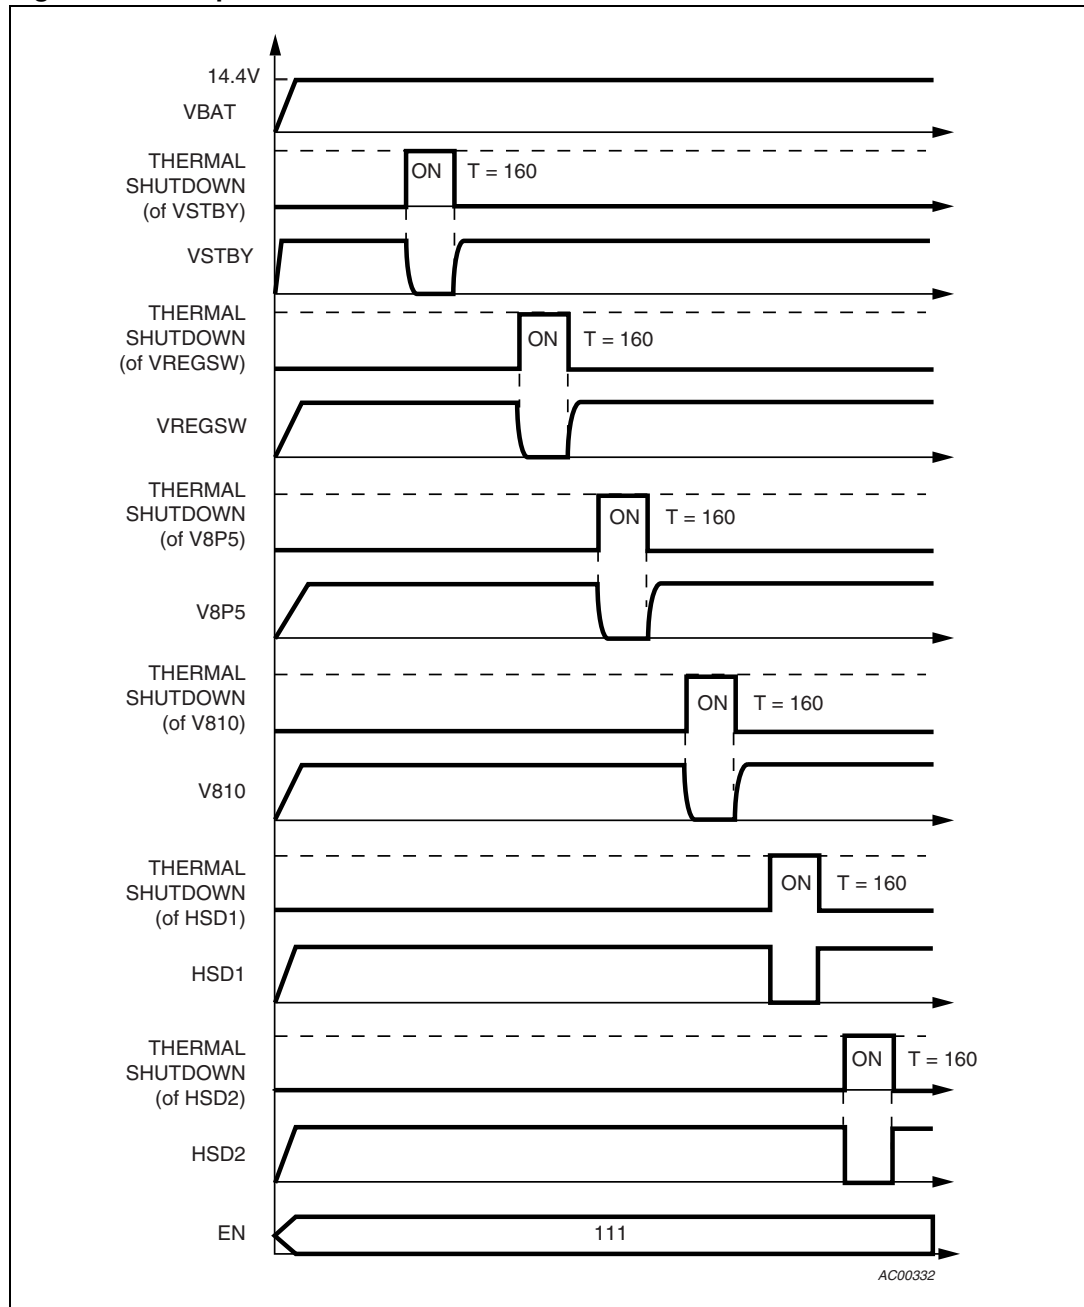 14.4V
VBAT
THERMAL
SHUTDOWN
(of VSTBY)
ON T = 160
VSTBY
THERMAL
SHUTDOWN
(of VREGSW)
ON T = 160
VREGSW
THERMAL
SHUTDOWN
(of V8P5)
ON T = 160
V8P5
THERMAL
SHUTDOWN
(of V810)
ON T = 160
V810
THERMAL
SHUTDOWN
(of HSD1)
ON T = 160
HSD1
THERMAL
SHUTDOWN
(of HSD2)
ON T = 160
HSD2
EN 111
AC00332